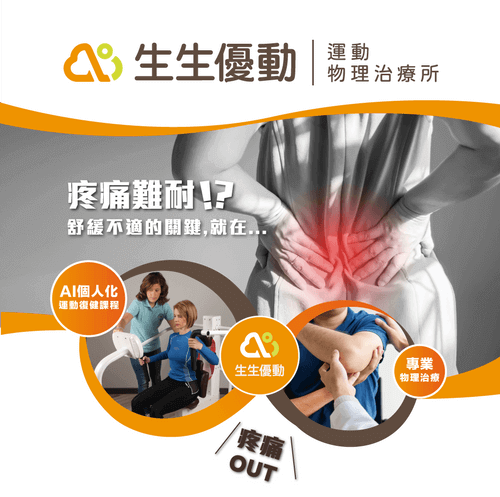 生生優動
運動
物理治療所
疼痛難耐!?
舒緩不適的關鍵,就在...
AI個人化
運動復健課程
生生優動
專業
物理治療
疼痛
OUT